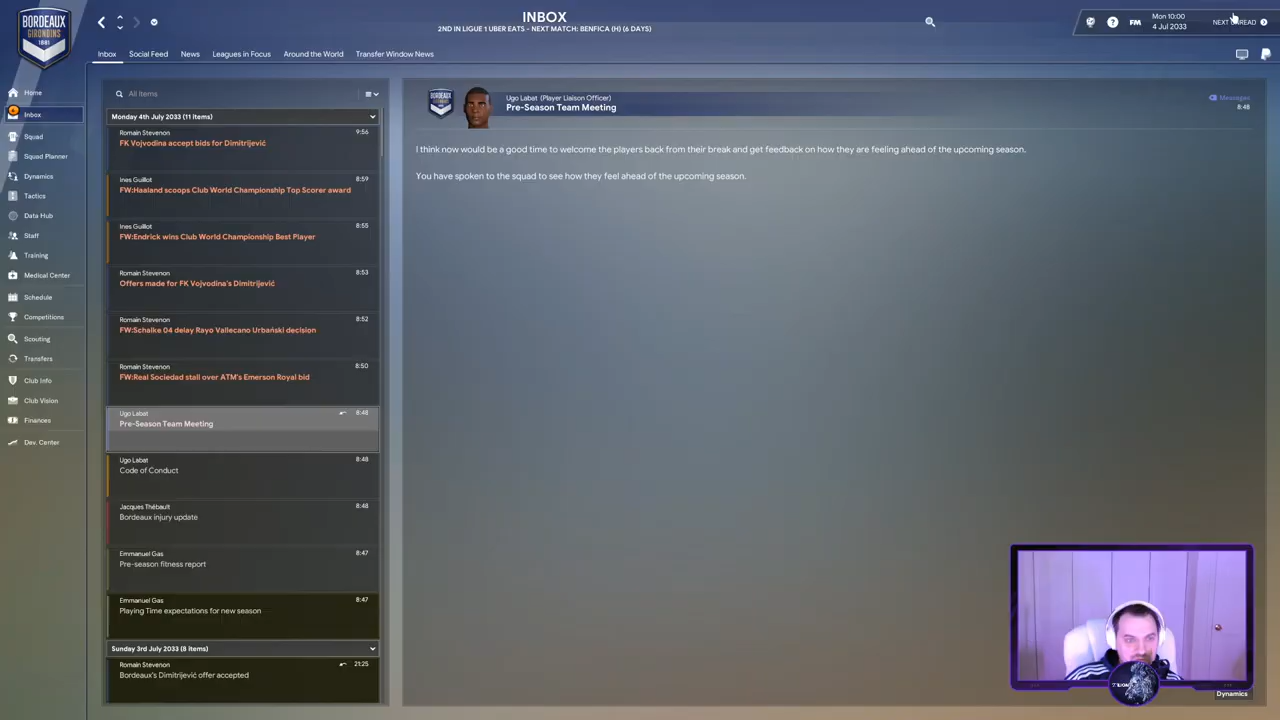 BORDEAUX
GIRONDINS
1881
INBOX
2ND IN LIGUE 1 UBER EATS - NEXT MATCH: BENFICA (H) (6 DAYS)
FM
Mon 10:00
4 Jul 2033
Inbox
Social Feed
News
Leagues in Focus
Around the World
Transfer Window News
Home
Inbox
Squad
Squad Planner
Dynamics
Tactics
Data Hub
Staff
Training
Medical Center
Schedule
Competitions
Scouting
Transfers
Club Info
Club Vision
Finances
Dev. Center
All Items
Monday 4th July 2033 (11 items)
Romain Stevenon 9:56
FK Vojvodina accept bids for Dimitrijević
Ines Guillot 8:59
FW:Haaland scoops Club World Championship Top Scorer award
Ines Guillot 8:55
FW:Endrick wins Club World Championship Best Player
Romain Stevenon 8:53
Offers made for FK Vojvodina's Dimitrijević
Romain Stevenon 8:52
FW:Schalke 04 delay Rayo Vallecano Urbański decision
Romain Stevenon 8:50
FW:Real Sociedad stall over ATM's Emerson Royal bid
Ugo Labat 8:48
Pre-Season Team Meeting
Ugo Labat 8:48
Code of Conduct
Jacques Thébault 8:48
Bordeaux injury update
Emmanuel Gas 8:47
Pre-season fitness report
Emmanuel Gas 8:47
Playing Time expectations for new season
Sunday 3rd July 2033 (8 items)
Romain Stevenon 21:25
Bordeaux's Dimitrijević offer accepted
Ugo Labat (Player Liaison Officer)
Pre-Season Team Meeting
Messages
8:48
I think now would be a good time to welcome the players back from their break and get feedback on how they are feeling ahead of the upcoming season.
You have spoken to the squad to see how they feel ahead of the upcoming season.
Dynamics